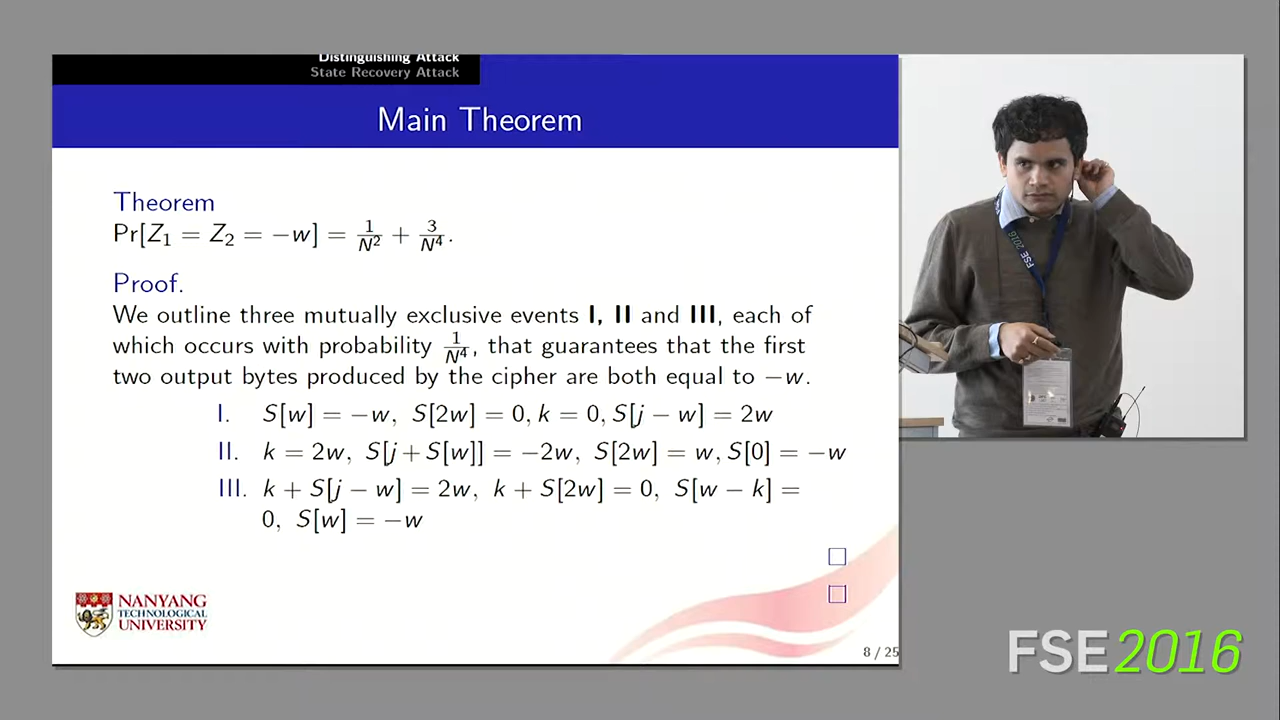 Distinguishing Attack
State Recovery Attack
Main Theorem
Theorem
Pr[Z₁ = Z₂ = −w] = 1/N² + 3/N⁴.
Proof.
We outline three mutually exclusive events I, II and III, each of
which occurs with probability 1/N⁴, that guarantees that the first
two output bytes produced by the cipher are both equal to −w.
I. S[w] = −w, S[2w] = 0, k = 0, S[j − w] = 2w
II. k = 2w, S[j + S[w]] = −2w, S[2w] = w, S[0] = −w
III. k + S[j − w] = 2w, k + S[2w] = 0, S[w − k] =
0, S[w] = −w
NANYANG
TECHNOLOGICAL
UNIVERSITY
8 / 25
FSE 2016
FSE 2016